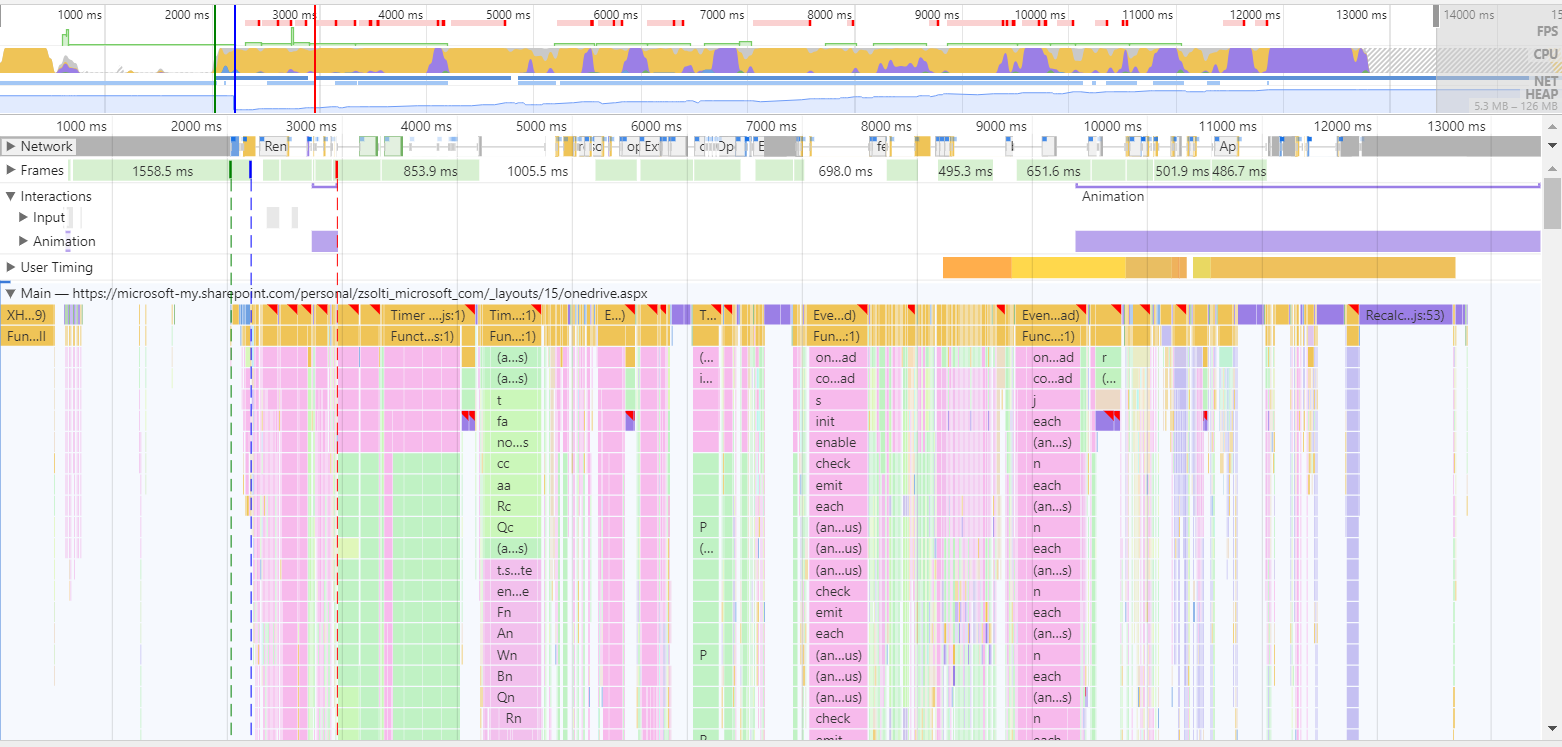 1000 ms 2000 ms 3000 ms 4000 ms 5000 ms 6000 ms 7000 ms 8000 ms 9000 ms 10000 ms 11000 ms 12000 ms 13000 ms 14000 ms 15
FPS
CPU
NET
HEAP
5.3 MB – 126 MB
1000 ms 2000 ms 3000 ms 4000 ms 5000 ms 6000 ms 7000 ms 8000 ms 9000 ms 10000 ms 11000 ms 12000 ms 13000 ms
Network Ren Ap
Frames 1558.5 ms 853.9 ms 1005.5 ms 698.0 ms 495.3 ms 651.6 ms 501.9 ms 486.7 ms
Interactions Animation
Input
Animation
User Timing
Main — https://microsoft-my.sharepoint.com/personal/zsolti_microsoft_com/_layouts/15/onedrive.aspx
XH...9) Timer ....js:1) Tim...:1) E...) T... Eve...d) Even...ad) Recalc...js:53)
Fun...ll Funct...s:1) Fun...:1) Fun...:1) Func...:1)
(a...s) (... on...ad on...ad r
(a...s) i... co...ad co...ad (...
t s j
fa init each
no...s enable (an...s)
cc check n
aa emit each
Rc each (an...s)
Qc P (an...us) n
(a...s) (... (an...us) each
t.s...te (an...us) (an...s)
en...e check n
Fn emit each
An each (an...s)
Wn P (an...us) n
Bn (an...us) each
Qn (an...us) (an...s)
Rn check n
P emit each